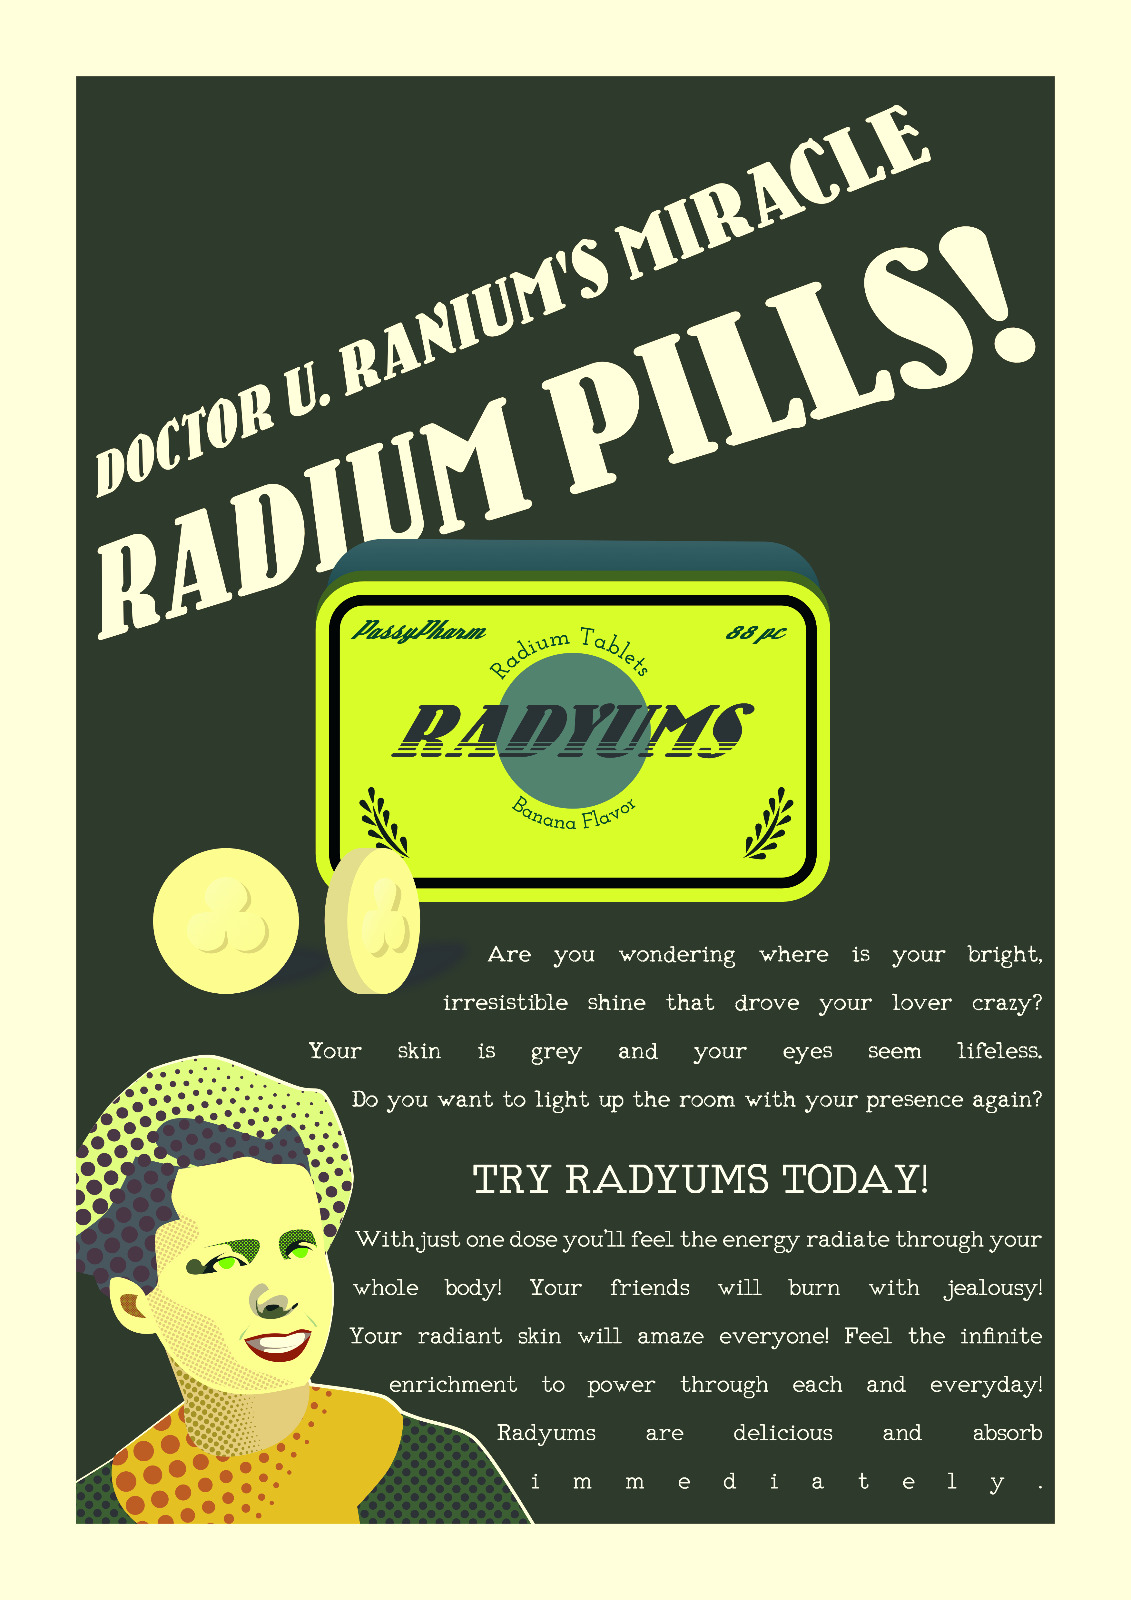 DOCTOR U. RANIUM'S MIRACLE
RADIUM PILLS!
PassyPharm
88 pc
Radium Tablets
RADYUMS
Banana Flavor
Are you wondering where is your bright,
irresistible shine that drove your lover crazy?
Your skin is grey and your eyes seem lifeless.
Do you want to light up the room with your presence again?
TRY RADYUMS TODAY!
With just one dose you'll feel the energy radiate through your
whole body! Your friends will burn with jealousy!
Your radiant skin will amaze everyone! Feel the infinite
enrichment to power through each and everyday!
Radyums are delicious and absorb
immediately.